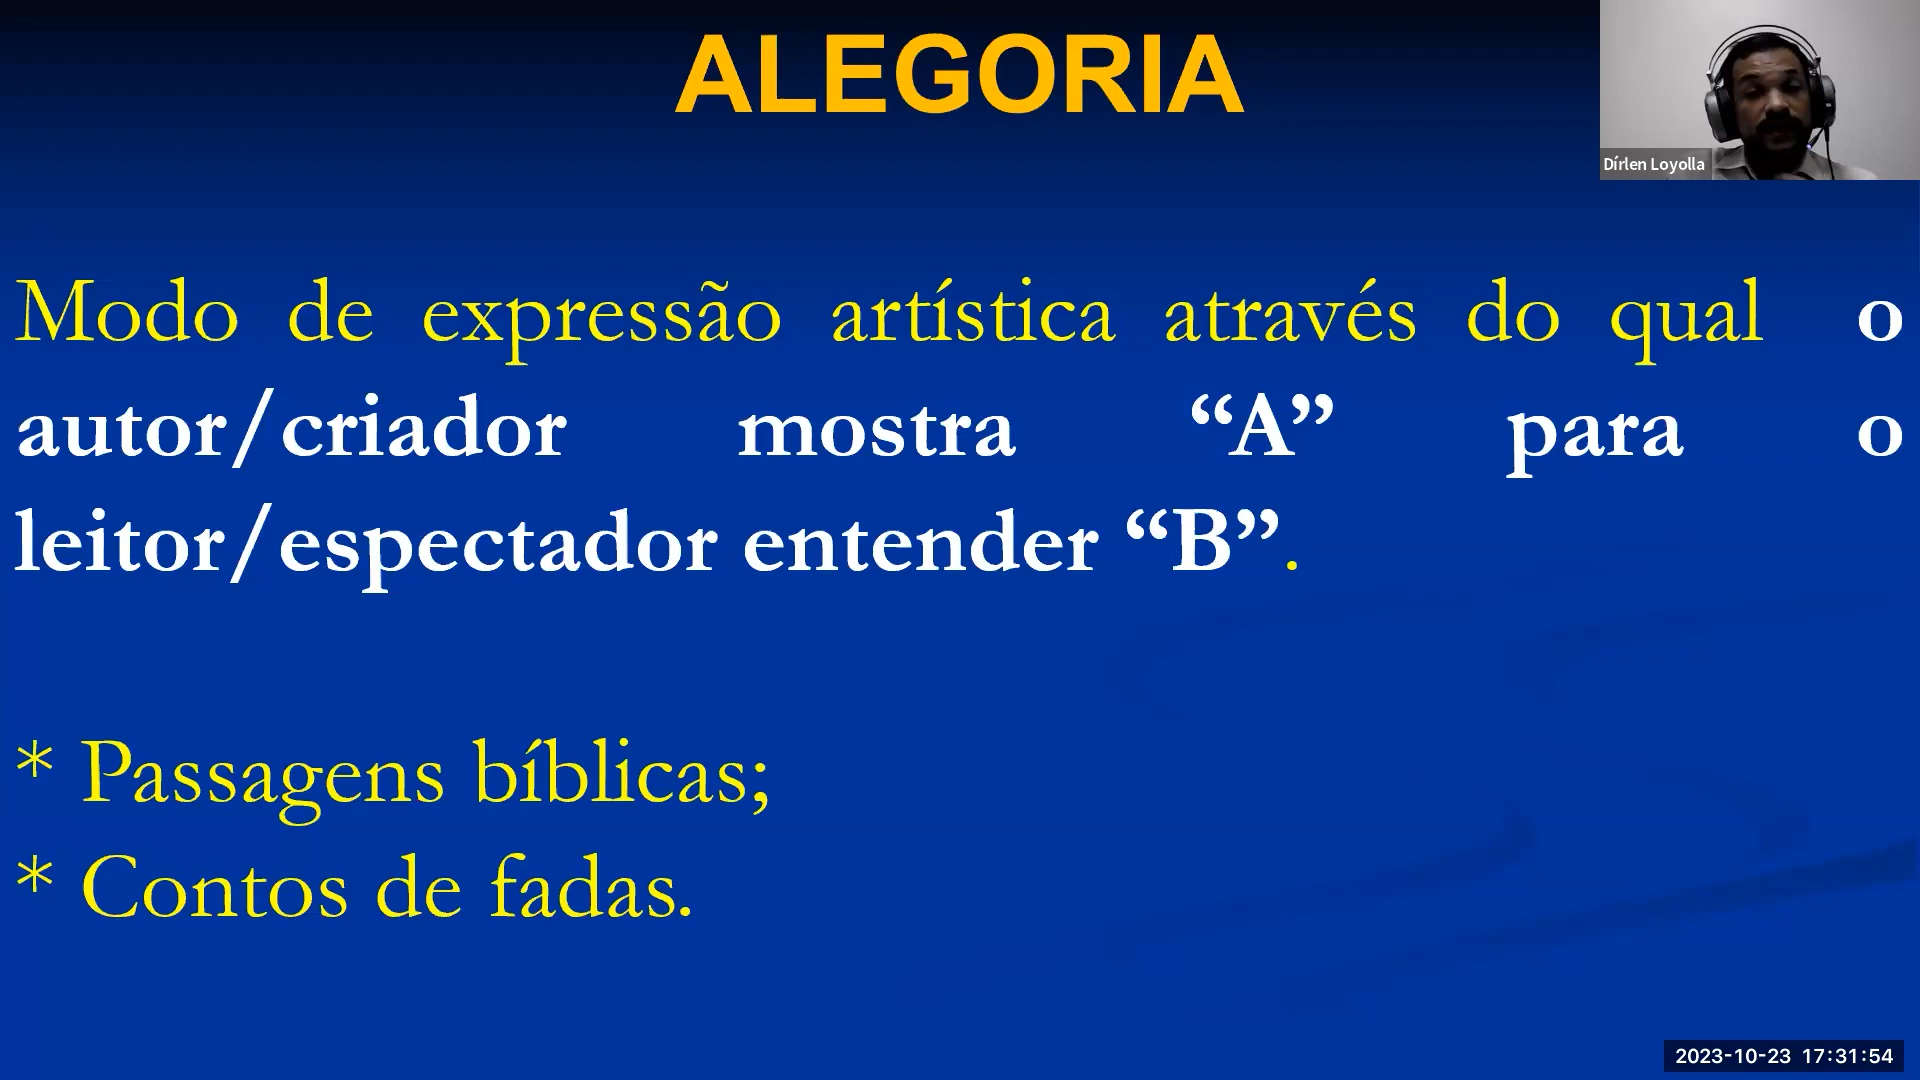 ALEGORIA
Dírlen Loyolla
Modo de expressão artística através do qual o
autor/criador mostra “A” para o
leitor/espectador entender “B”.
* Passagens bíblicas;
* Contos de fadas.
2023-10-23 17:31:54